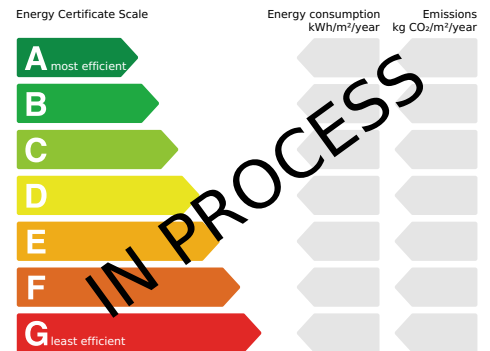 Energy Certificate Scale
Energy consumption
kWh/m²/year
Emissions
kg CO₂/m²/year
A most efficient
B
C
D
E
F
G least efficient
IN PROCESS